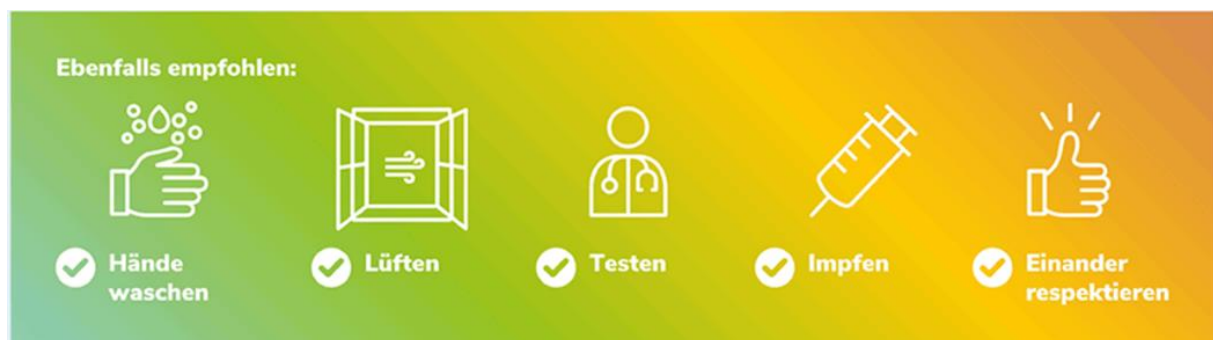 Ebenfalls empfohlen:
Hände
waschen
Lüften
Testen
Impfen
Einander
respektieren